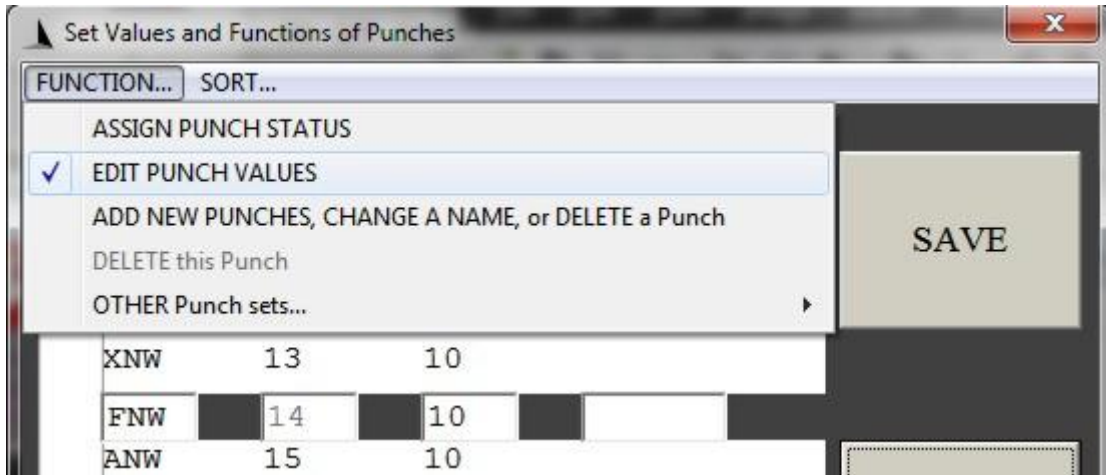 Set Values and Functions of Punches
FUNCTION... SORT...
ASSIGN PUNCH STATUS
EDIT PUNCH VALUES
ADD NEW PUNCHES, CHANGE A NAME, or DELETE a Punch
DELETE this Punch
OTHER Punch sets...
SAVE
XNW 13 10
FNW 14 10
ANW 15 10